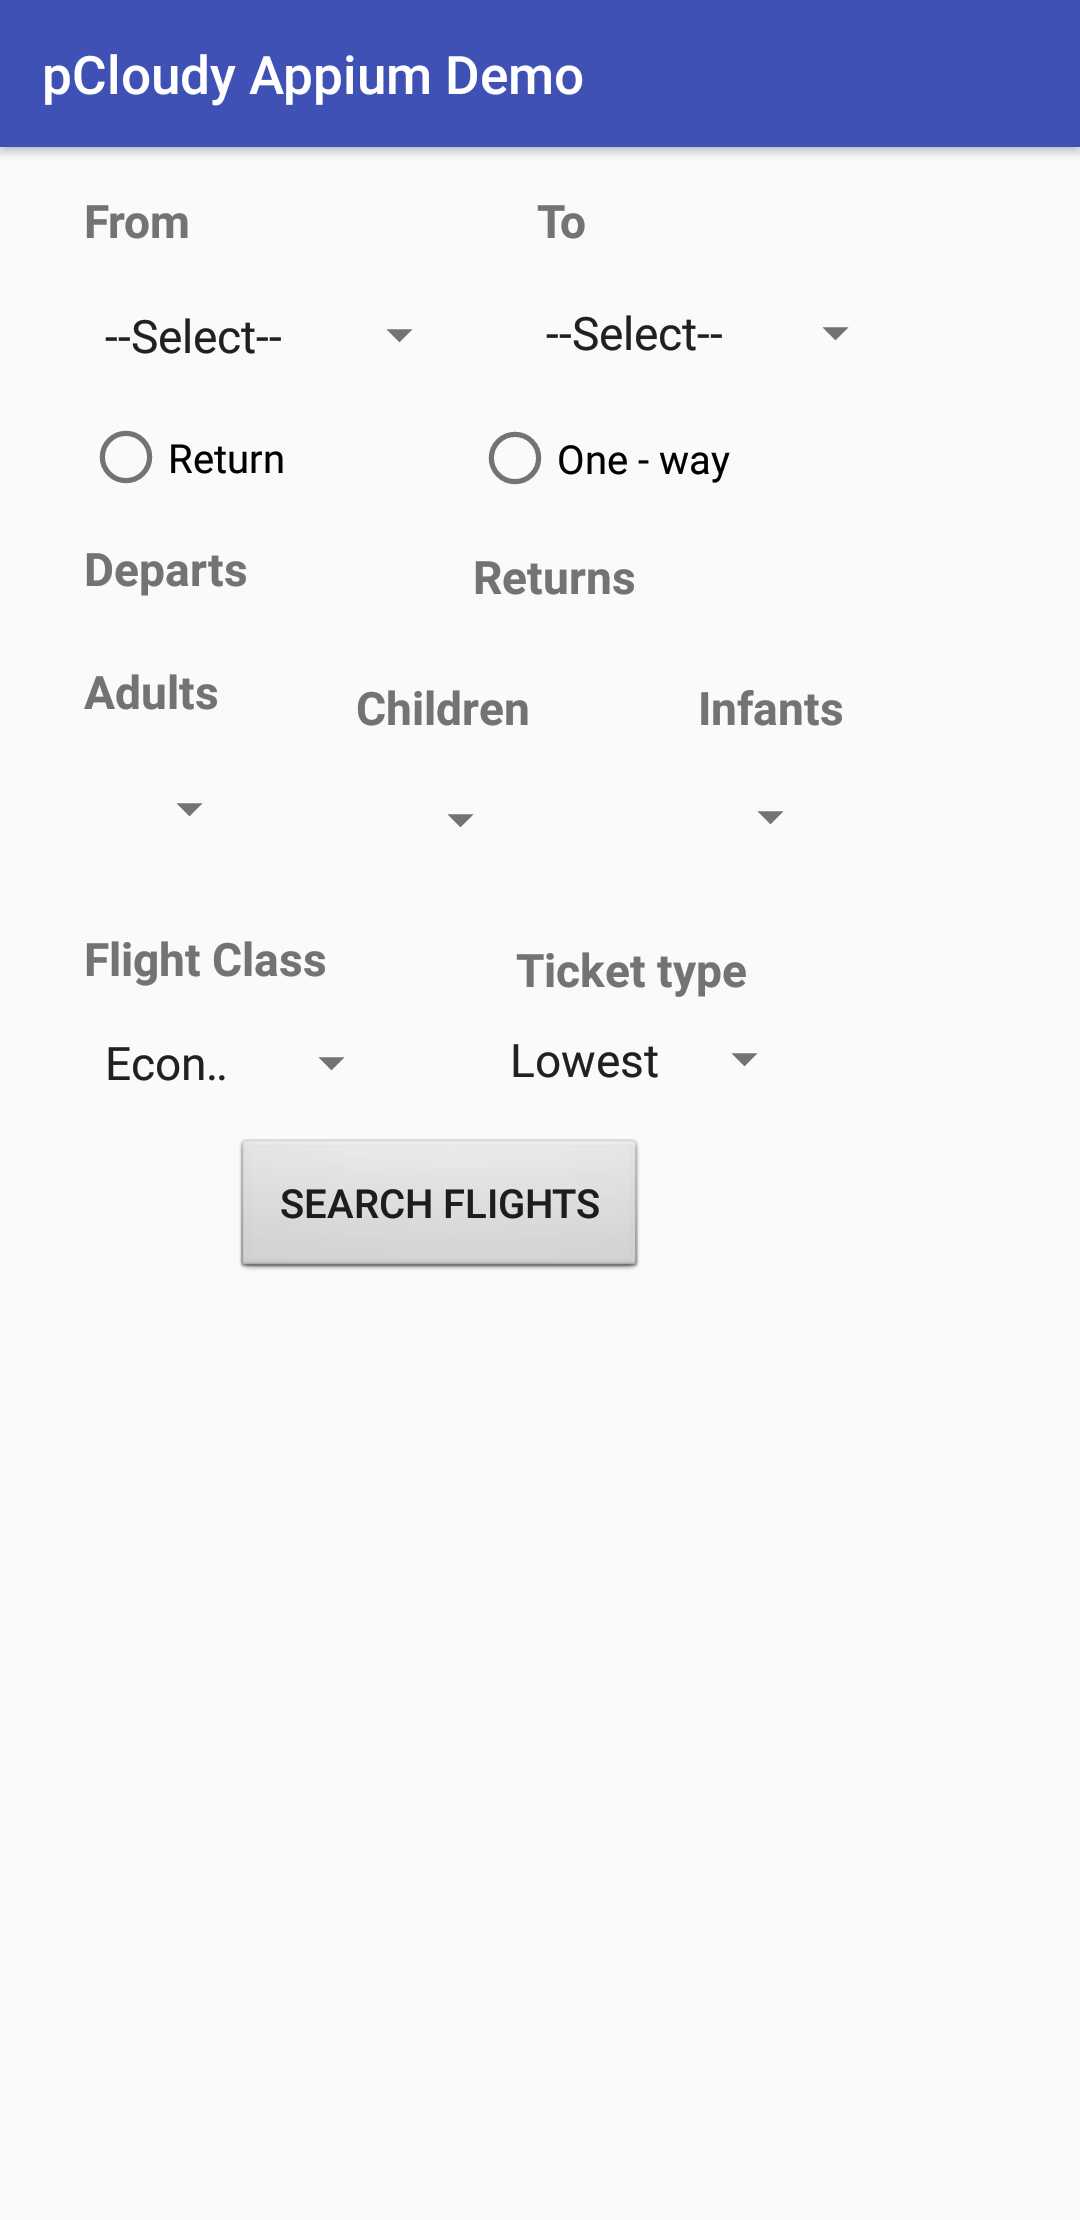 pCloudy Appium Demo
From To
--Select-- --Select--
Return One - way
Departs Returns
Adults Children Infants
Flight Class Ticket type
Econ.. Lowest
SEARCH FLIGHTS